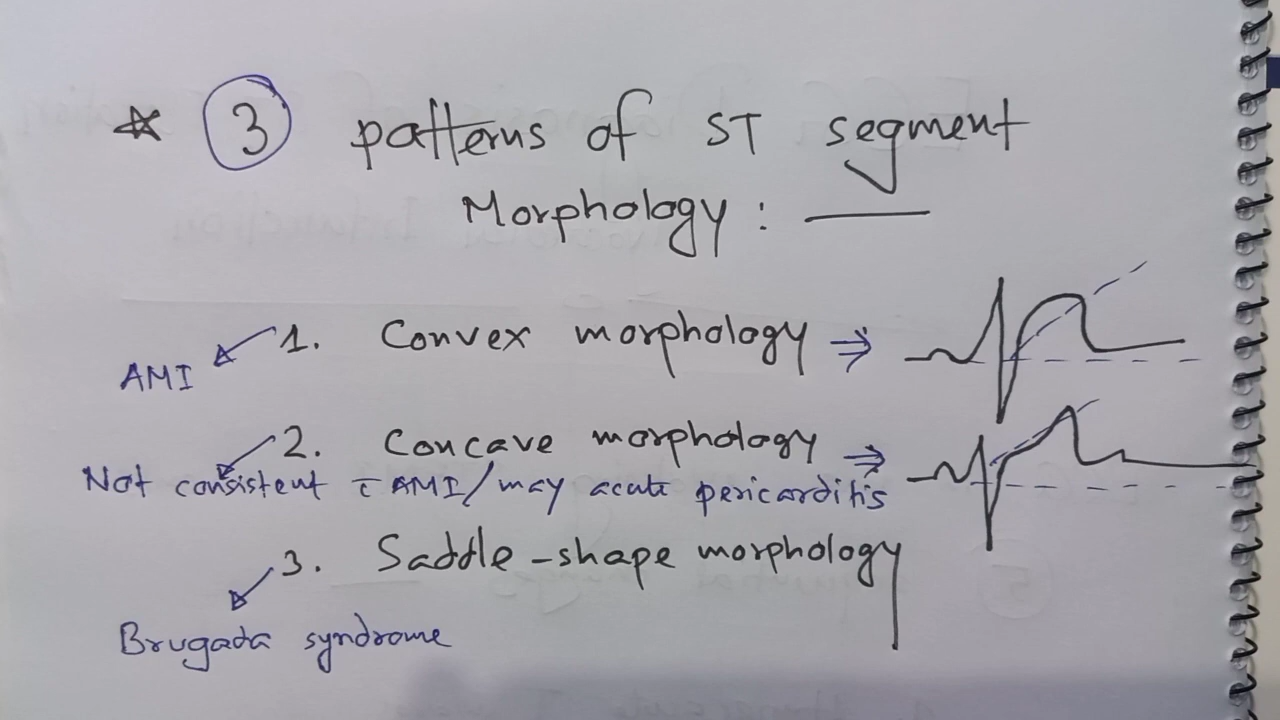 ☆ 3 patterns of ST segment
Morphology :
1. Convex morphology ⇒
AMI
2. Concave morphology ⇒
Not consistent c̄ AMI/may acute pericarditis
3. Saddle-shape morphology
Brugada syndrome